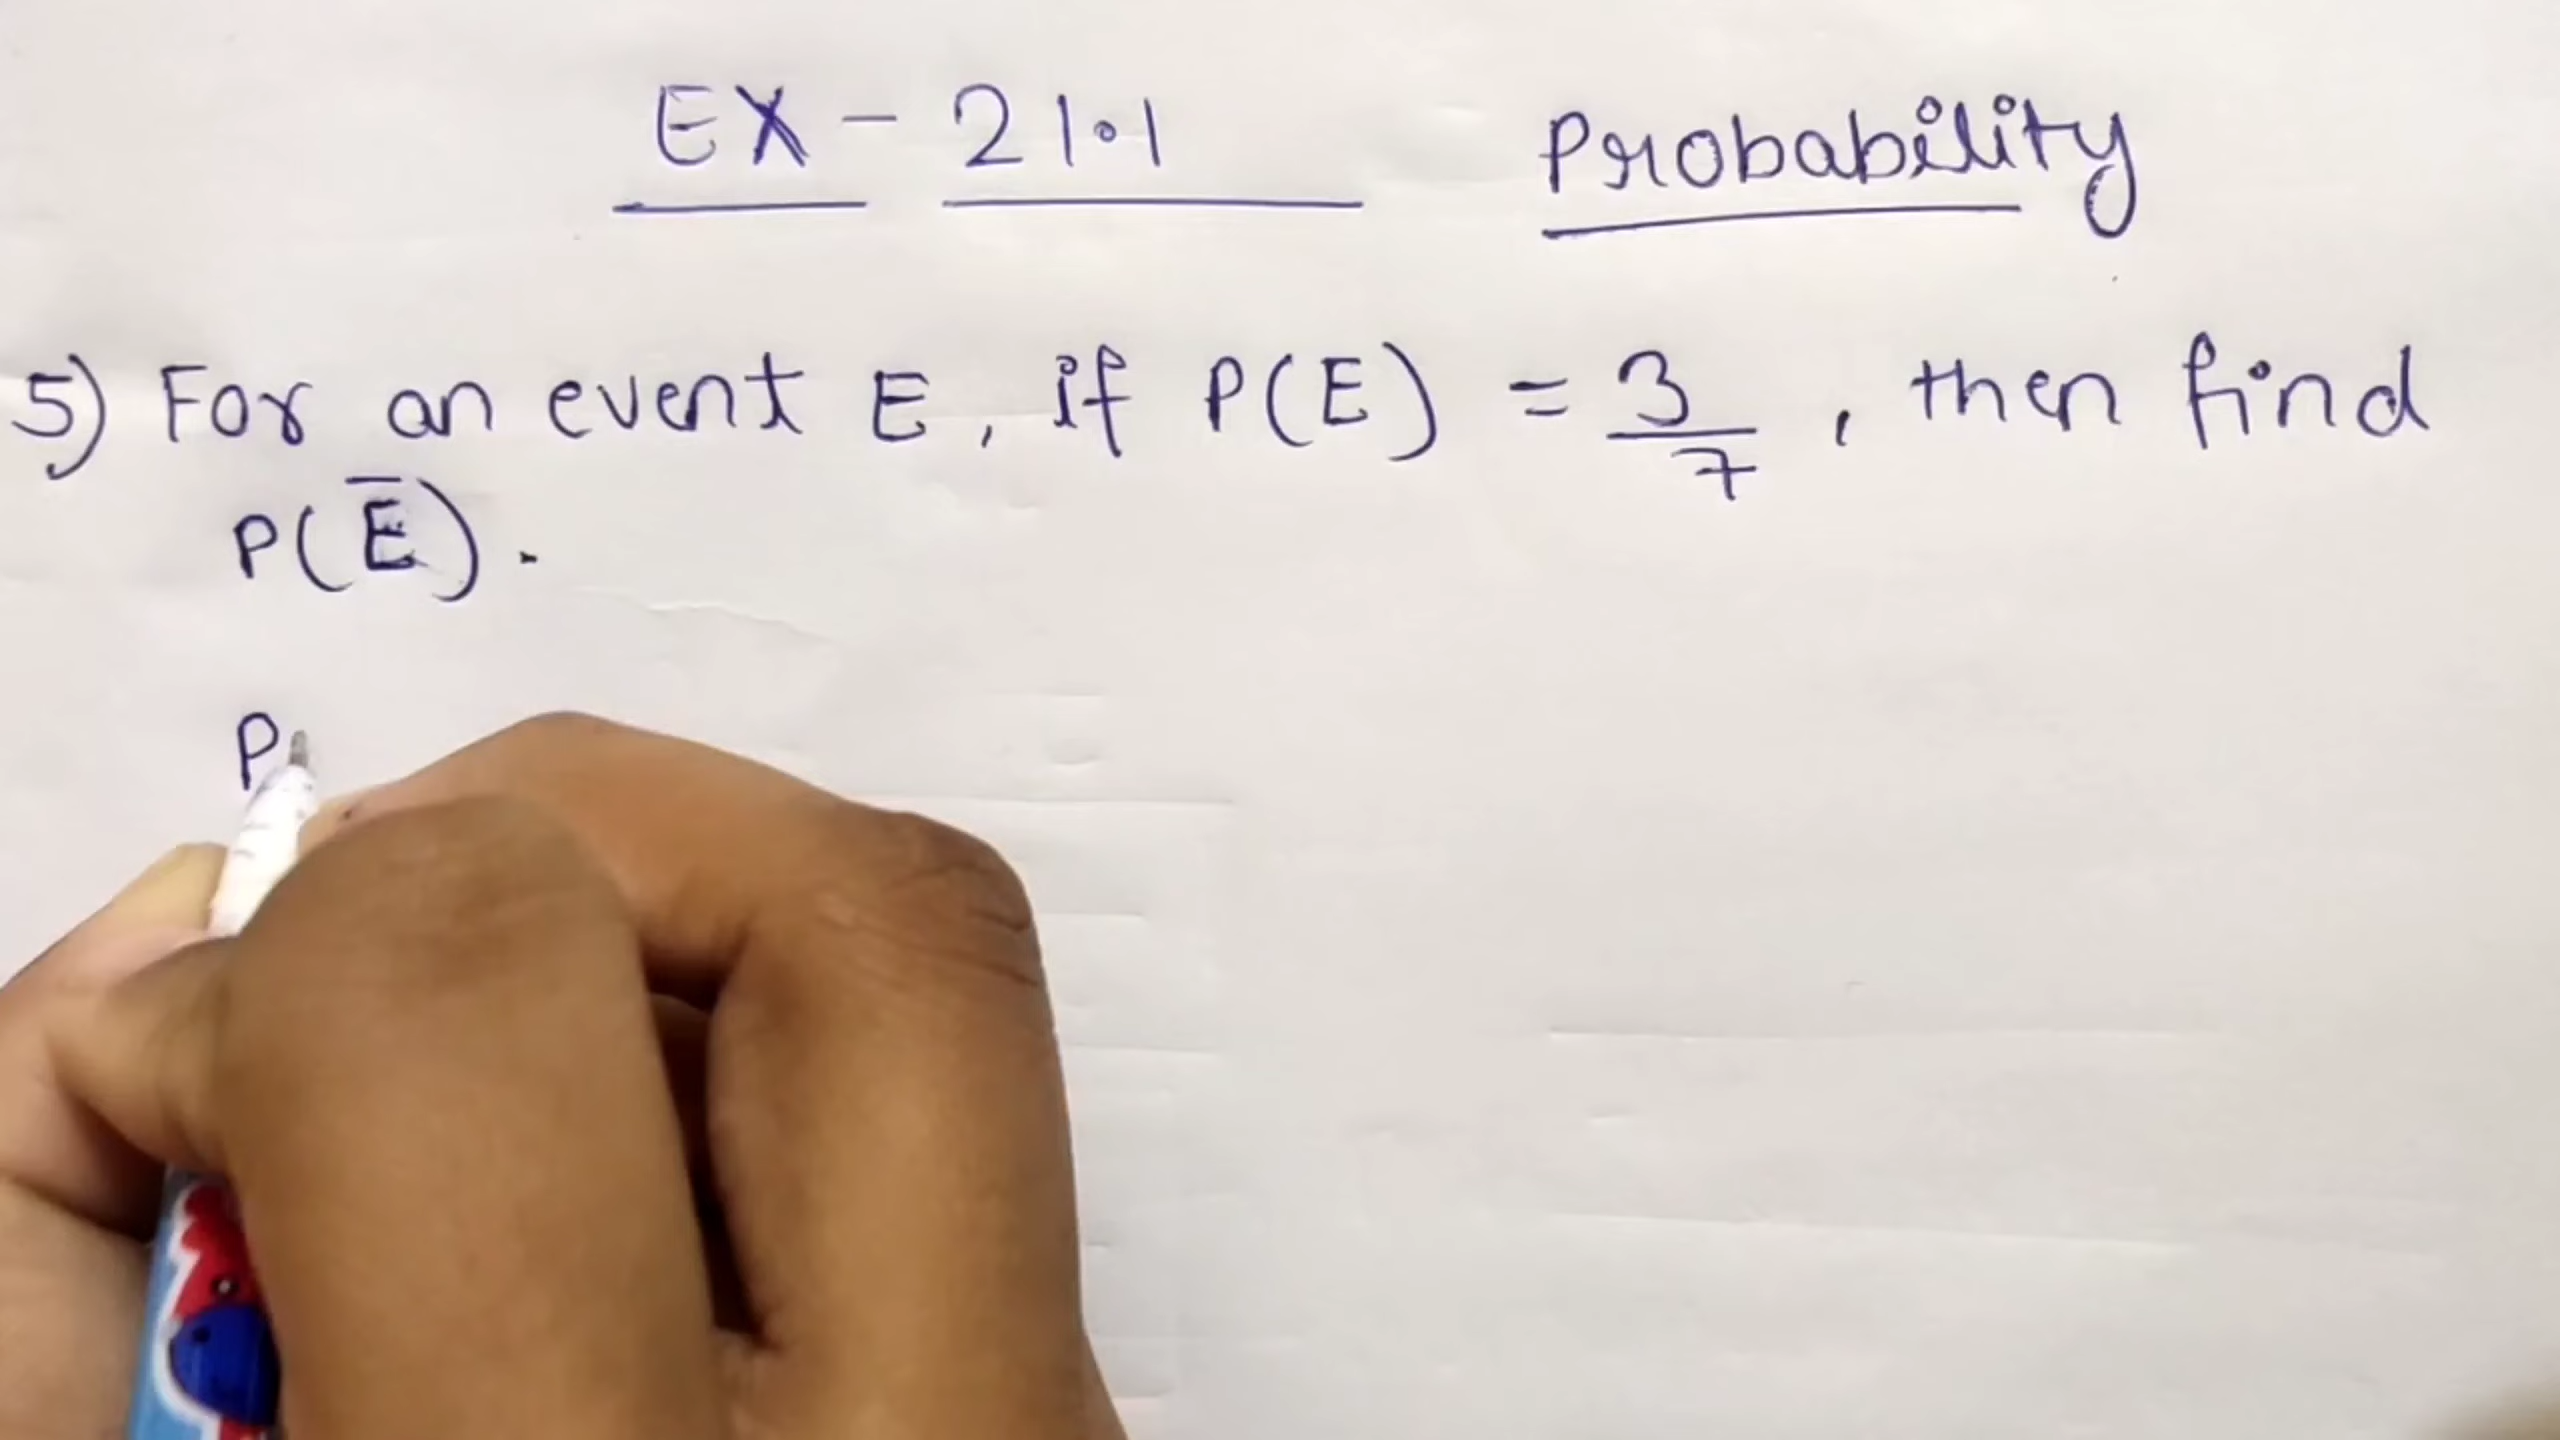 EX - 21.1 Probability
5) For an event E, if P(E) = 3/7, then find
P(E̅).
P